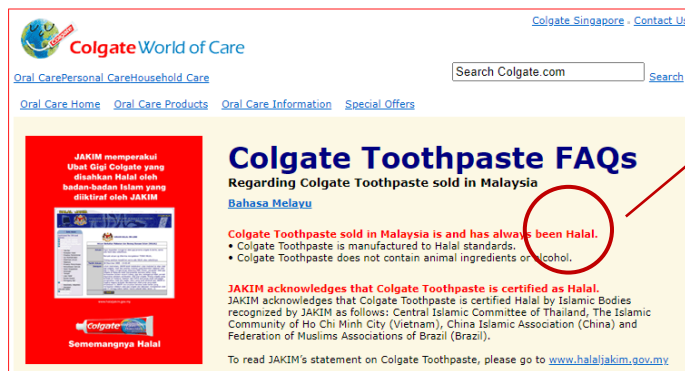 Colgate Singapore - Contact Us
Colgate World of Care
Oral CarePersonal CareHousehold Care
Search Colgate.com
Search
Oral Care Home Oral Care Products Oral Care Information Special Offers
JAKIM memperakui
Ubat Gigi Colgate yang
disahkan Halal oleh
badan-badan Islam yang
diiktiraf oleh JAKIM
Colgate
Sememangnya Halal
Colgate Toothpaste FAQs
Regarding Colgate Toothpaste sold in Malaysia
Bahasa Melayu
Colgate Toothpaste sold in Malaysia is and has always been Halal.
• Colgate Toothpaste is manufactured to Halal standards.
• Colgate Toothpaste does not contain animal ingredients or alcohol.
JAKIM acknowledges that Colgate Toothpaste is certified as Halal.
JAKIM acknowledges that Colgate Toothpaste is certified Halal by Islamic Bodies
recognized by JAKIM as follows: Central Islamic Committee of Thailand, The Islamic
Community of Ho Chi Minh City (Vietnam), China Islamic Association (China) and
Federation of Muslims Associations of Brazil (Brazil).
To read JAKIM's statement on Colgate Toothpaste, please go to www.halaljakim.gov.my